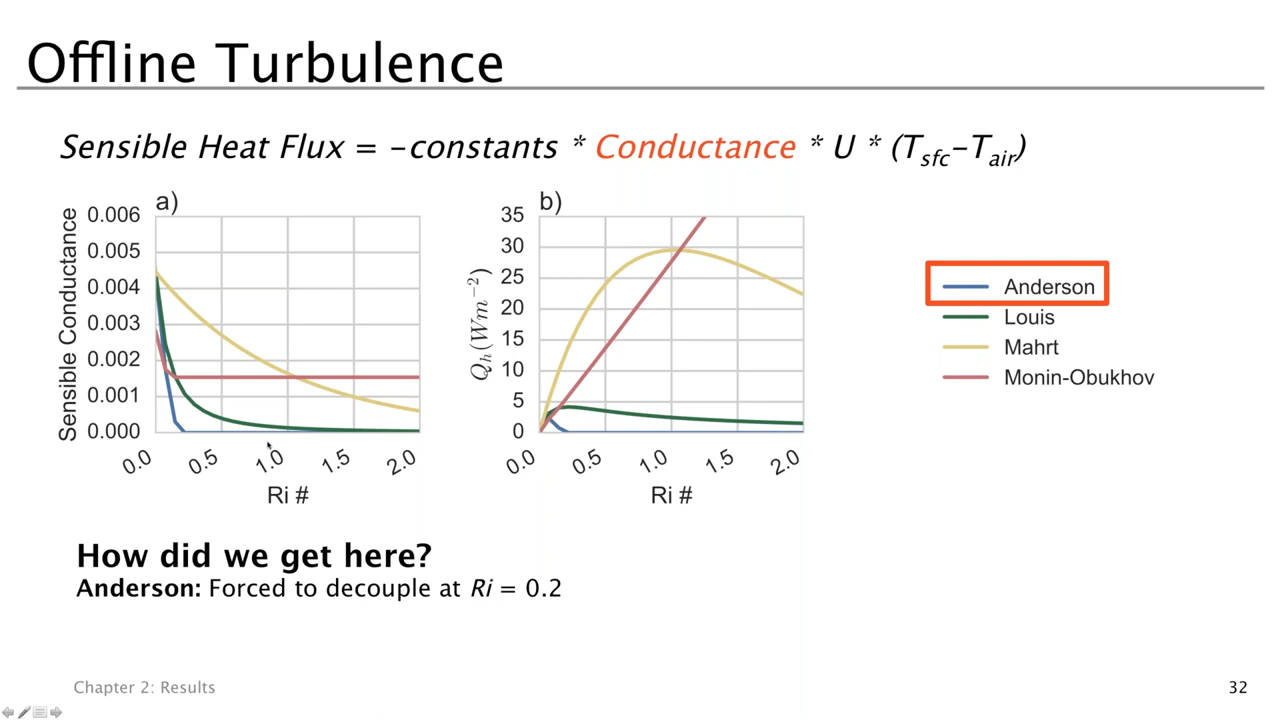 Offline Turbulence
Sensible Heat Flux = -constants * Conductance * U * (Tsfc-Tair)
a)
Sensible Conductance
0.006
0.005
0.004
0.003
0.002
0.001
0.000
0.0 0.5 1.0 1.5 2.0
Ri #
b)
Qh(Wm−2)
35
30
25
20
15
10
5
0
0.0 0.5 1.0 1.5 2.0
Ri #
Anderson
Louis
Mahrt
Monin-Obukhov
How did we get here?
Anderson: Forced to decouple at Ri = 0.2
Chapter 2: Results
32